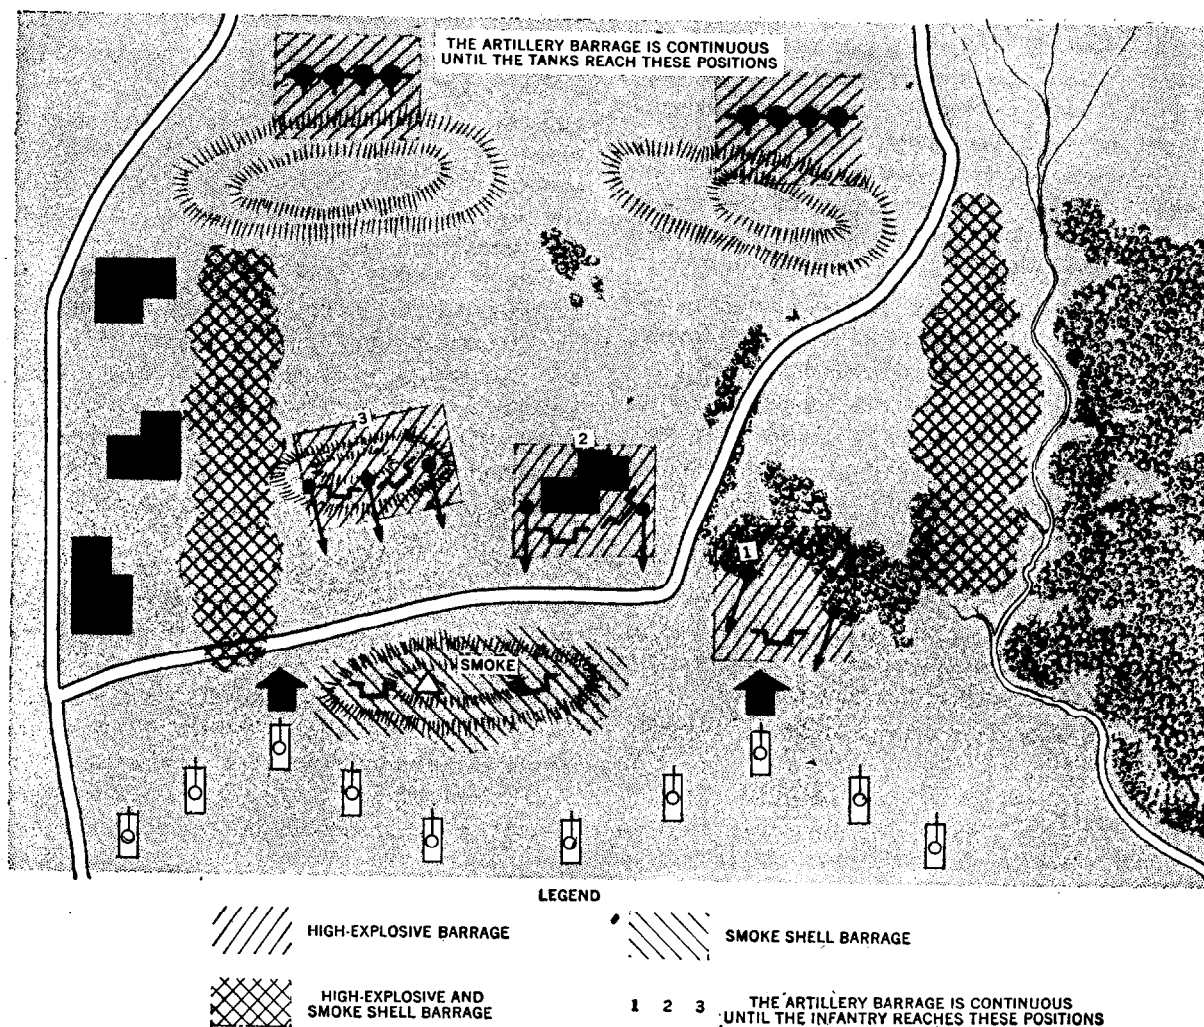 THE ARTILLERY BARRAGE IS CONTINUOUS
UNTIL THE TANKS REACH THESE POSITIONS
3
2
1
SMOKE
LEGEND
HIGH-EXPLOSIVE BARRAGE
SMOKE SHELL BARRAGE
HIGH-EXPLOSIVE AND
SMOKE SHELL BARRAGE
1 2 3 THE ARTILLERY BARRAGE IS CONTINUOUS
UNTIL THE INFANTRY REACHES THESE POSITIONS